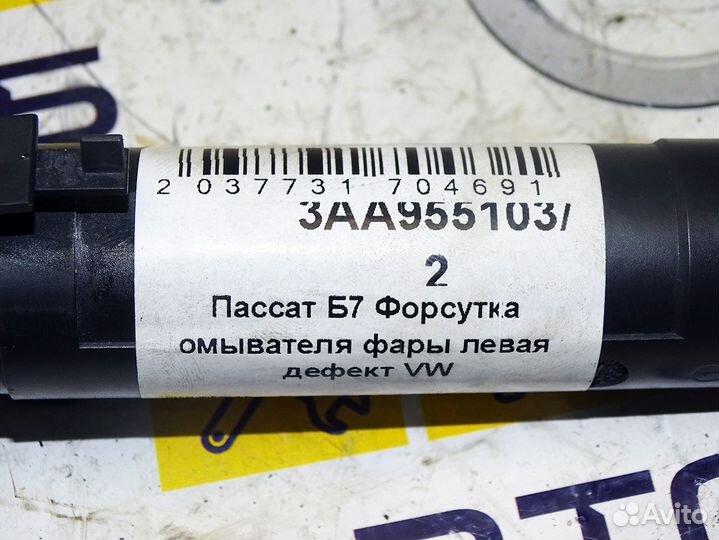 2 037731 704691
3AA955103/
2
Пассат Б7 Форсутка
омывателя фары левая
дефект VW
Avito